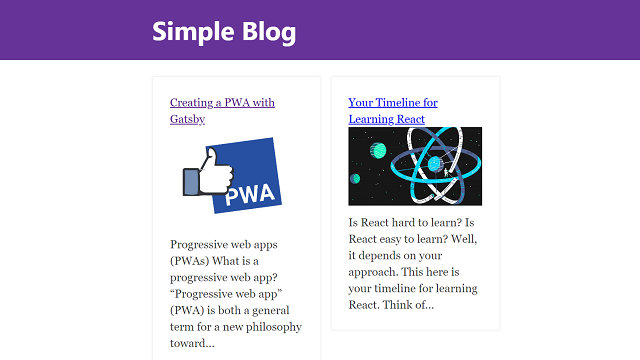 Simple Blog
Creating a PWA with
Gatsby
PWA
Progressive web apps
(PWAs) What is a
progressive web app?
“Progressive web app”
(PWA) is both a general
term for a new philosophy
toward...
Your Timeline for
Learning React
Is React hard to learn? Is
React easy to learn? Well,
it depends on your
approach. This here is
your timeline for learning
React. Think of...